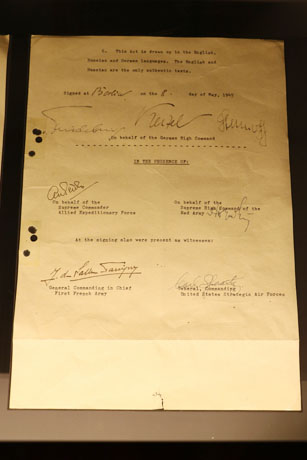 6. This Act is drawn up in the English,
Russian and German languages. The English and
Russian are the only authentic texts.
Signed at Berlin on the 8. day of May, 1945
Keitel
On behalf of the German High Command
IN THE PRESENCE OF:
On behalf of the
Supreme Commander
Allied Expeditionary Force
On behalf of the
Supreme High Command of the
Red Army
At the signing also were present as witnesses:
General Commanding in Chief
First French Army
General, Commanding
United States Strategic Air Forces